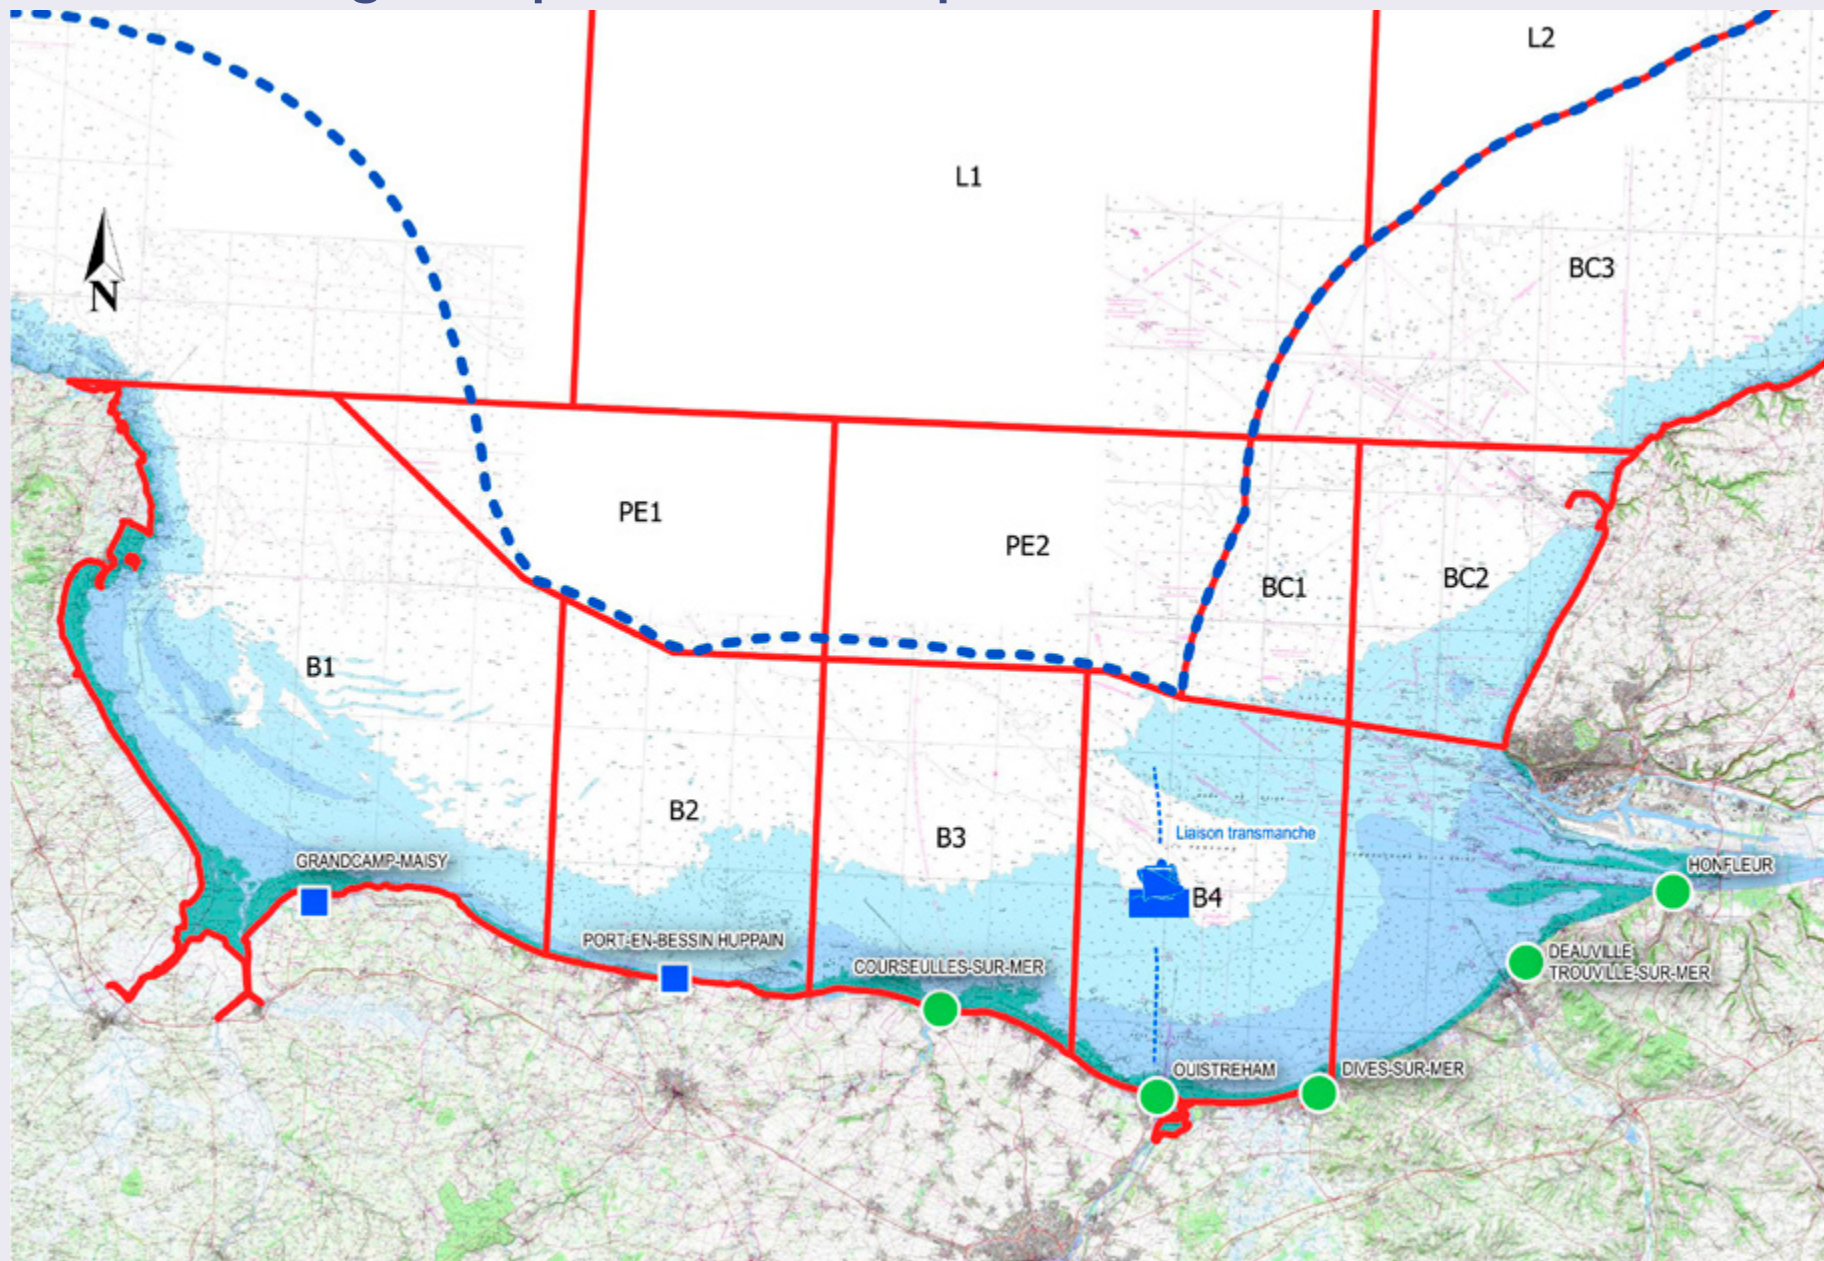 L2
L1
BC3
N
PE1
PE2
BC1
BC2
B1
B2
B3
Liaison transmanche
B4
GRANDCAMP-MAISY
HONFLEUR
PORT-EN-BESSIN HUPPAIN
COURSEULLES-SUR-MER
DEAUVILLE
TROUVILLE-SUR-MER
OUISTREHAM
DIVES-SUR-MER